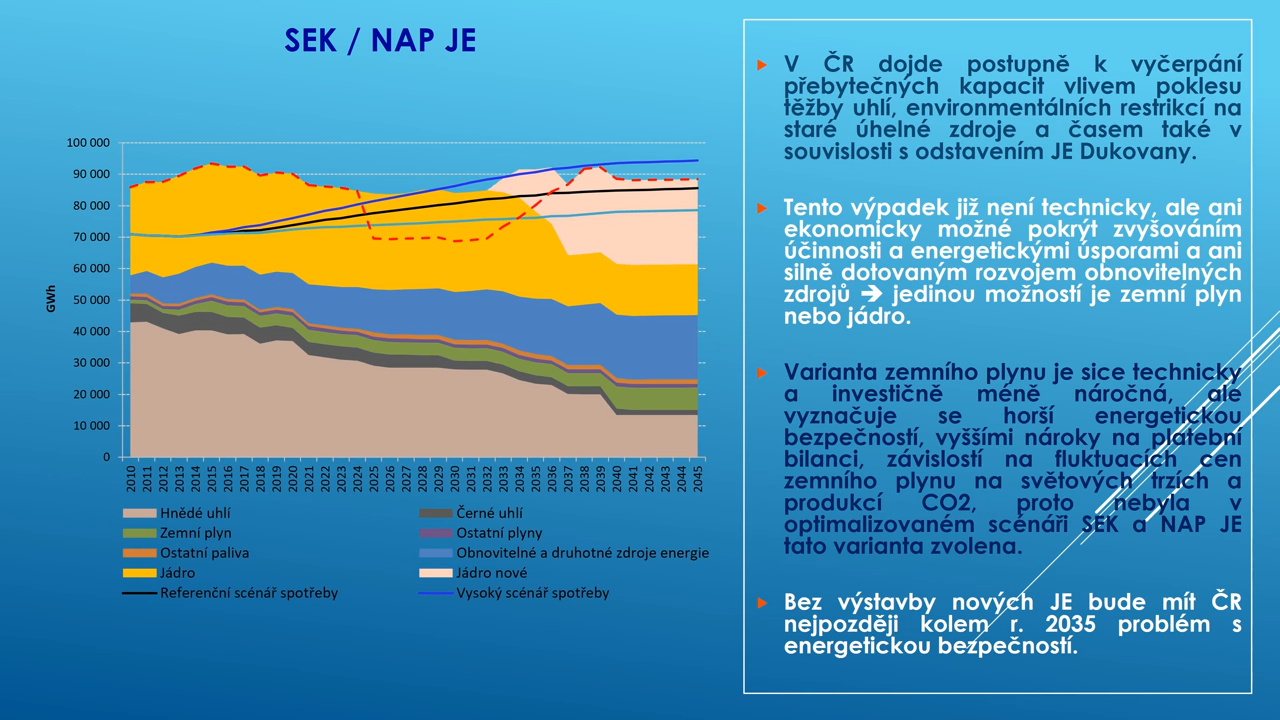 SEK / NAP JE
100 000
90 000
80 000
70 000
60 000
50 000
40 000
30 000
20 000
10 000
0
GWh
2010
2011
2012
2013
2014
2015
2016
2017
2018
2019
2020
2021
2022
2023
2024
2025
2026
2027
2028
2029
2030
2031
2032
2033
2034
2035
2036
2037
2038
2039
2040
2041
2042
2043
2044
2045
Hnědé uhlí
Černé uhlí
Zemní plyn
Ostatní plyny
Ostatní paliva
Obnovitelné a druhotné zdroje energie
Jádro
Jádro nové
Referenční scénář spotřeby
Vysoký scénář spotřeby
V ČR dojde postupně k vyčerpání
přebytečných kapacit vlivem poklesu
těžby uhlí, environmentálních restrikcí na
staré úhelné zdroje a časem také v
souvislosti s odstavením JE Dukovany.
Tento výpadek již není technicky, ale ani
ekonomicky možné pokrýt zvyšováním
účinnosti a energetickými úsporami a ani
silně dotovaným rozvojem obnovitelných
zdrojů ➔ jedinou možností je zemní plyn
nebo jádro.
Varianta zemního plynu je sice technicky
a investičně méně náročná, ale
vyznačuje se horší energetickou
bezpečností, vyššími nároky na platební
bilanci, závislostí na fluktuacích cen
zemního plynu na světových trzích a
produkcí CO2, proto nebyla v
optimalizovaném scénáři SEK a NAP JE
tato varianta zvolena.
Bez výstavby nových JE bude mít ČR
nejpozději kolem r. 2035 problém s
energetickou bezpečností.